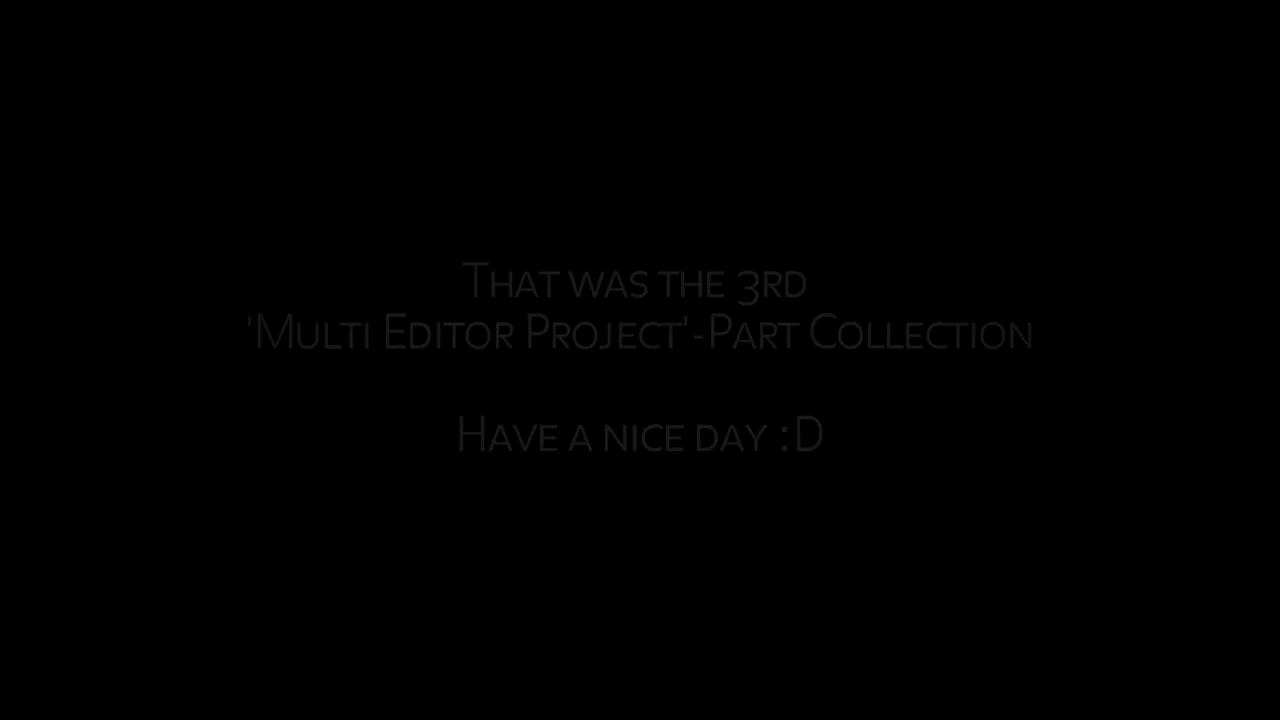 That was the 3rd
'Multi Editor Project'-Part Collection
Have a nice day :D